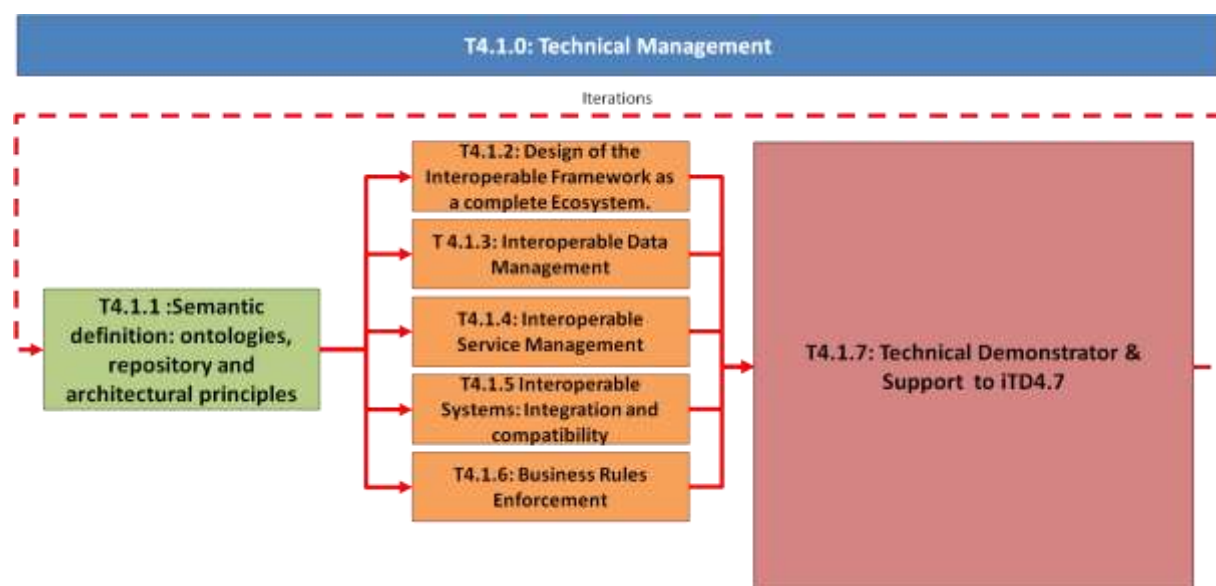 T4.1.0: Technical Management
Iterations
T4.1.2: Design of the
Interoperable Framework as
a complete Ecosystem.
T 4.1.3: Interoperable Data
Management
T4.1.1 :Semantic
definition: ontologies,
repository and
architectural principles
T4.1.4: Interoperable
Service Management
T4.1.7: Technical Demonstrator &
Support to iTD4.7
T4.1.5 Interoperable
Systems: Integration and
compatibility
T4.1.6: Business Rules
Enforcement